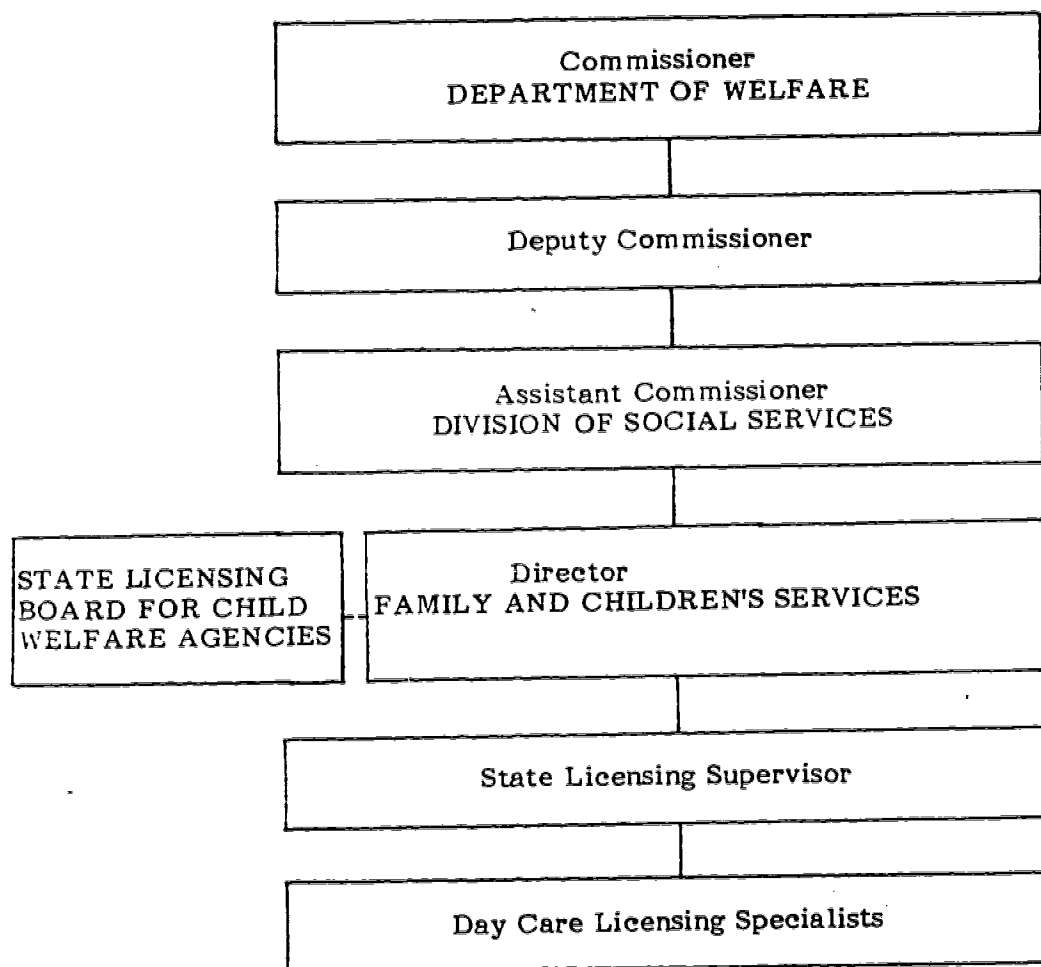 Commissioner
DEPARTMENT OF WELFARE
Deputy Commissioner
Assistant Commissioner
DIVISION OF SOCIAL SERVICES
STATE LICENSING
BOARD FOR CHILD
WELFARE AGENCIES
Director
FAMILY AND CHILDREN'S SERVICES
State Licensing Supervisor
Day Care Licensing Specialists